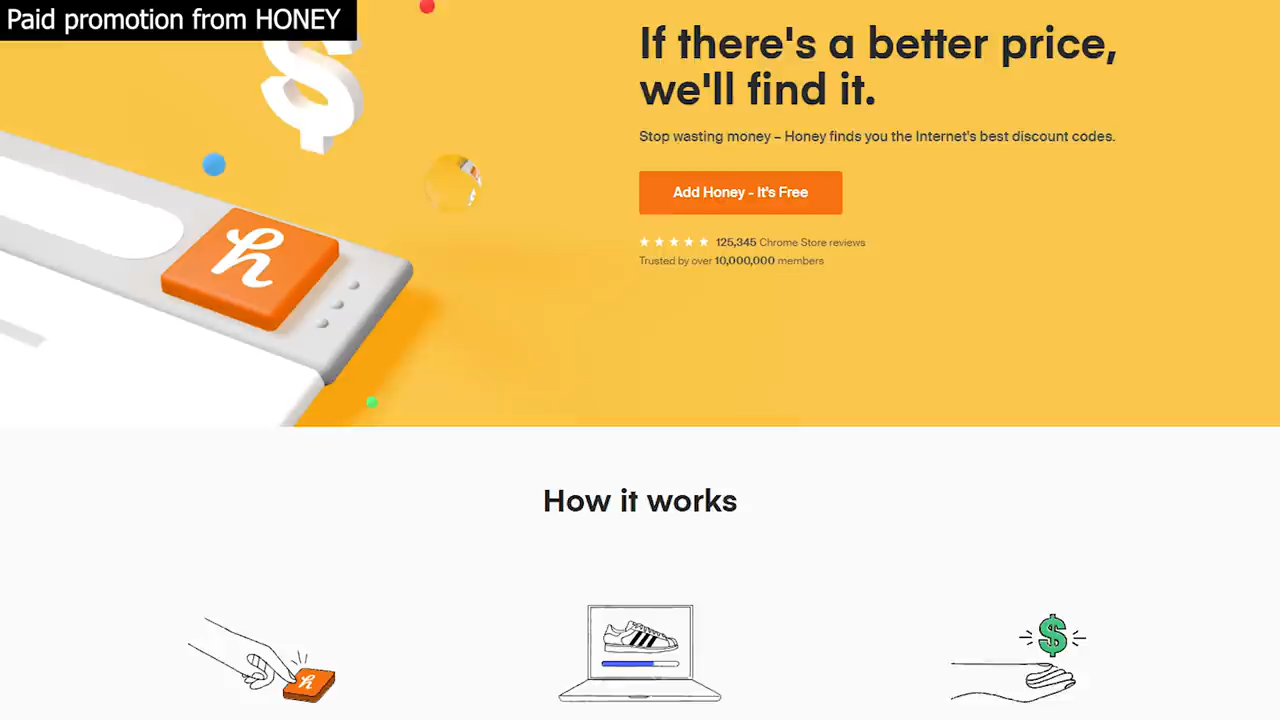 Paid promotion from HONEY
If there's a better price,
we'll find it.
Stop wasting money – Honey finds you the Internet's best discount codes.
Add Honey - It's Free
★★★★★ 125,345 Chrome Store reviews
Trusted by over 10,000,000 members
$
h
How it works
h
$